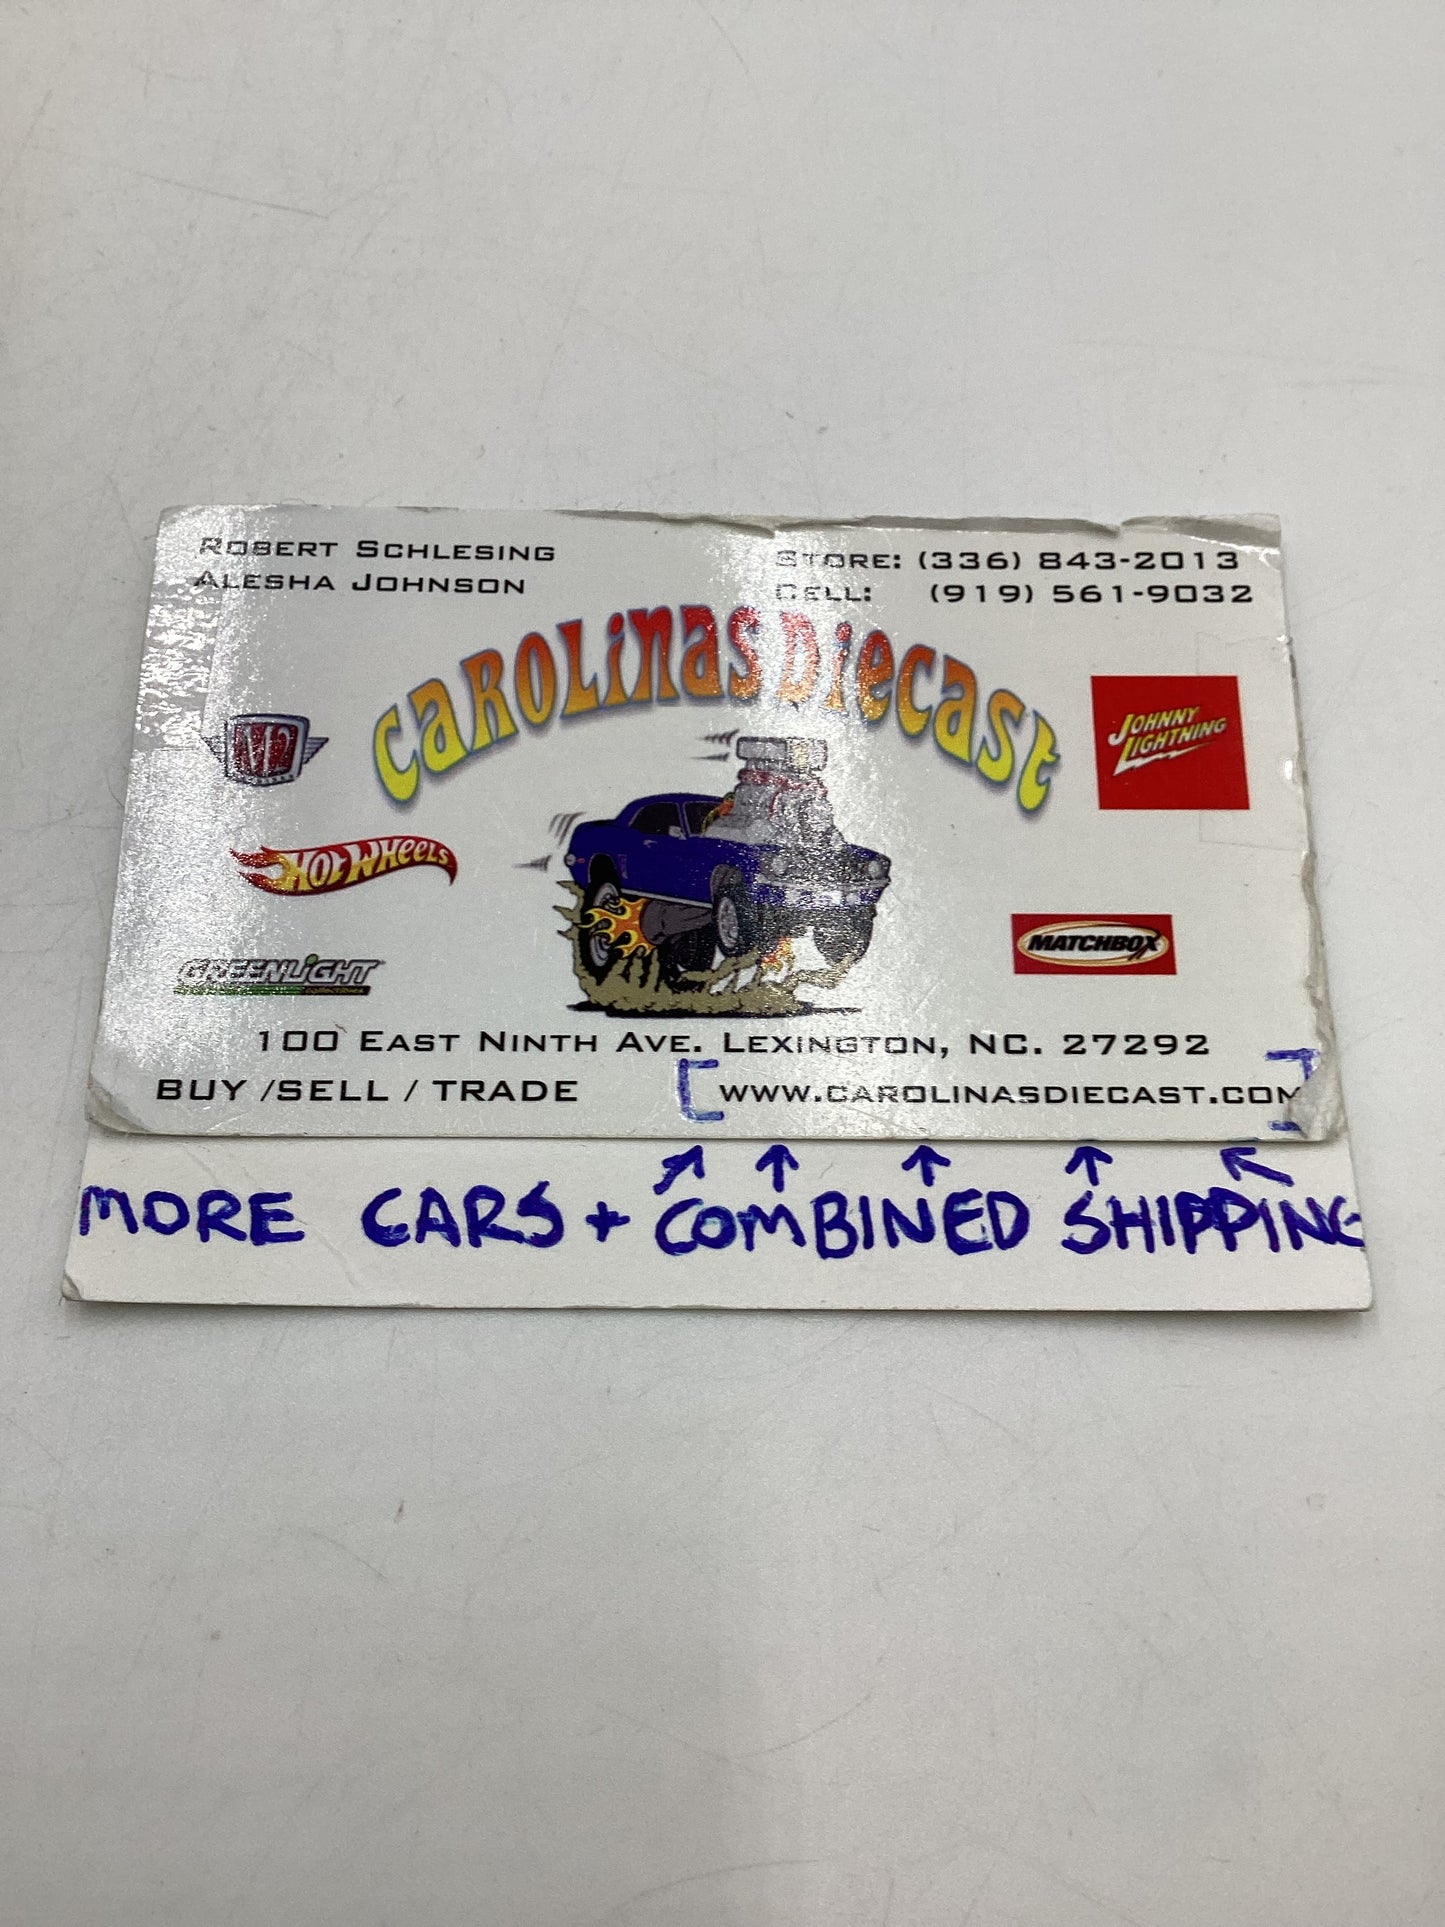 ROBERT SCHLESING
ALESHA JOHNSON
STORE: (336) 843-2013
CELL: (919) 561-9032
CAROLINAS DIECAST
M2
JOHNNY LIGHTNING
HOT WHEELS
MATCHBOX
GREENLIGHT
100 EAST NINTH AVE. LEXINGTON, NC. 27292
BUY /SELL / TRADE
[WWW.CAROLINASDIECAST.COM]
MORE CARS + COMBINED SHIPPING